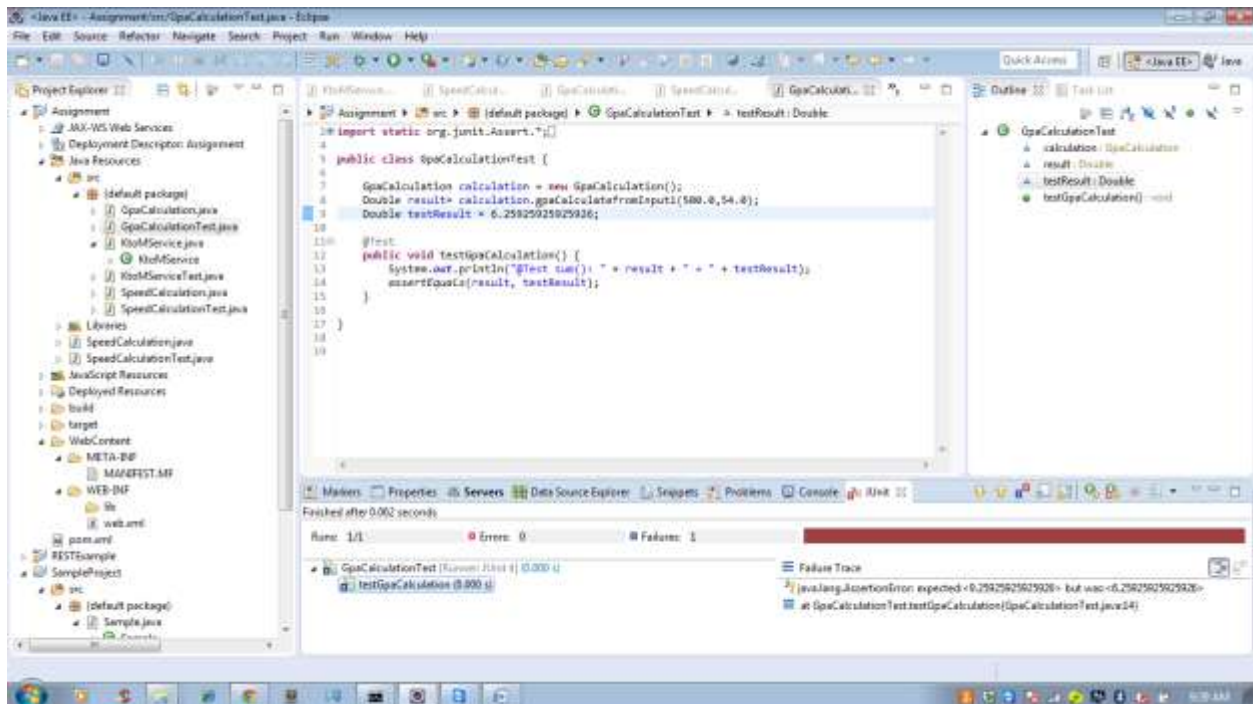 <Java EE> - Assignment/src/GpaCalculationTest.java - Eclipse
File Edit Source Refactor Navigate Search Project Run Window Help
Quick Access
<Java EE>
Java
Project Explorer
Assignment
JAX-WS Web Services
Deployment Descriptor: Assignment
Java Resources
src
(default package)
GpaCalculation.java
GpaCalculationTest.java
KtoMService.java
KtoMService
KtoMServiceTest.java
SpeedCalculation.java
SpeedCalculationTest.java
Libraries
SpeedCalculation.java
SpeedCalculationTest.java
JavaScript Resources
Deployed Resources
build
target
WebContent
META-INF
MANIFEST.MF
WEB-INF
lib
web.xml
pom.xml
RESTExample
SampleProject
src
(default package)
Sample.java
GpaCalculati...
Assignment src (default package) GpaCalculationTest testResult : Double
import static org.junit.Assert.*;
public class GpaCalculationTest {
GpaCalculation calculation = new GpaCalculation();
Double result= calculation.gpaCalculatefromInput1(500.0,54.0);
Double testResult = 6.25925925925926;
@Test
public void testGpaCalculation() {
System.out.println("@Test sum(): " + result + " = " + testResult);
assertEquals(result, testResult);
}
}
Outline
Task List
GpaCalculationTest
calculation : GpaCalculation
result : Double
testResult : Double
testGpaCalculation() : void
Markers Properties Servers Data Source Explorer Snippets Problems Console JUnit
Finished after 0.062 seconds
Runs: 1/1 Errors: 0 Failures: 1
GpaCalculationTest [Runner: JUnit 4] (0.000 s)
testGpaCalculation (0.000 s)
Failure Trace
java.lang.AssertionError: expected:<9.25925925925926> but was:<6.25925925925926>
at GpaCalculationTest.testGpaCalculation(GpaCalculationTest.java:14)